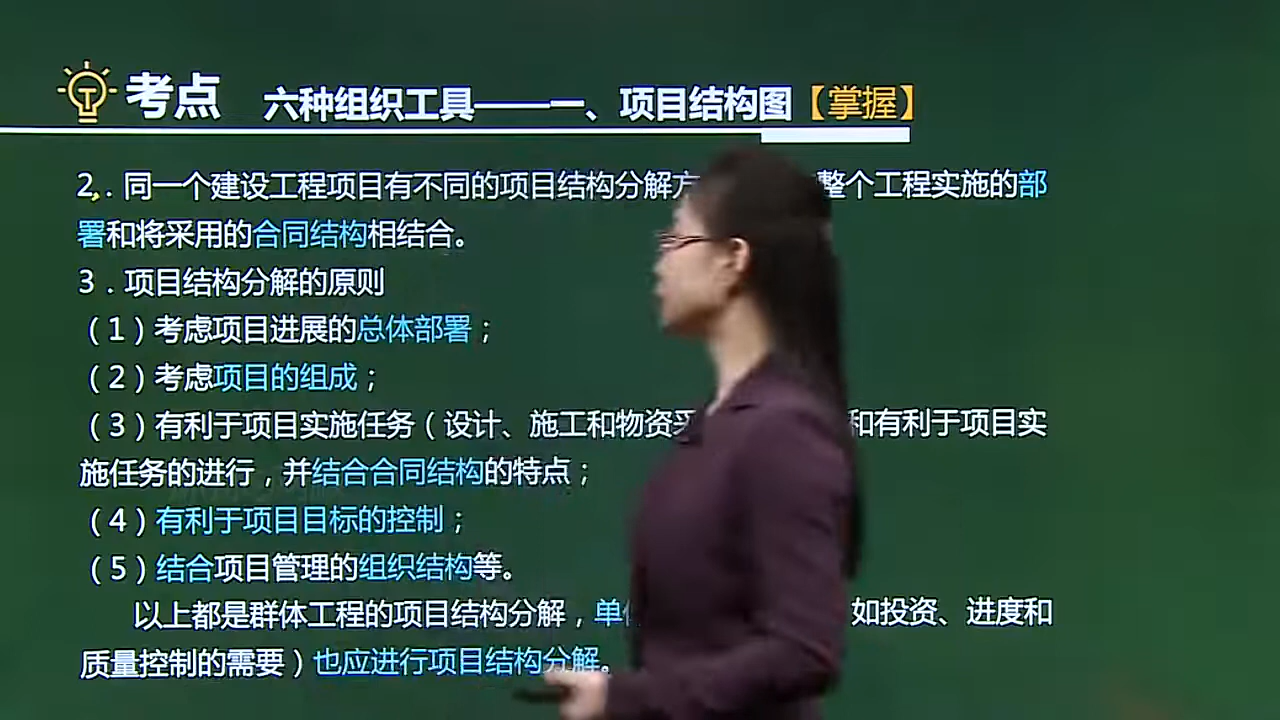 考点 六种组织工具——一、项目结构图【掌握】
2．同一个建设工程项目有不同的项目结构分解方 整个工程实施的部
署和将采用的合同结构相结合。
3．项目结构分解的原则
（1）考虑项目进展的总体部署；
（2）考虑项目的组成；
（3）有利于项目实施任务（设计、施工和物资采 和有利于项目实
施任务的进行，并结合合同结构的特点；
（4）有利于项目目标的控制；
（5）结合项目管理的组织结构等。
以上都是群体工程的项目结构分解，单 如投资、进度和
质量控制的需要）也应进行项目结构分解。